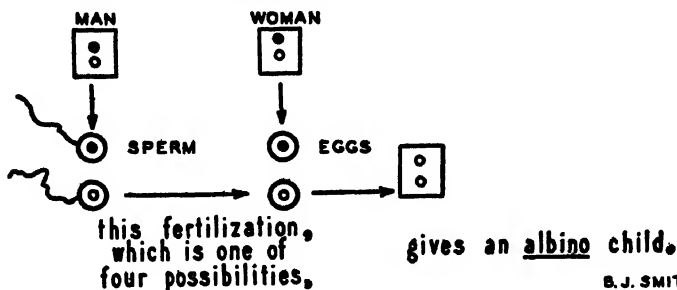 MAN
WOMAN
SPERM
EGGS
this fertilization,
which is one of
four possibilities,
gives an albino child.